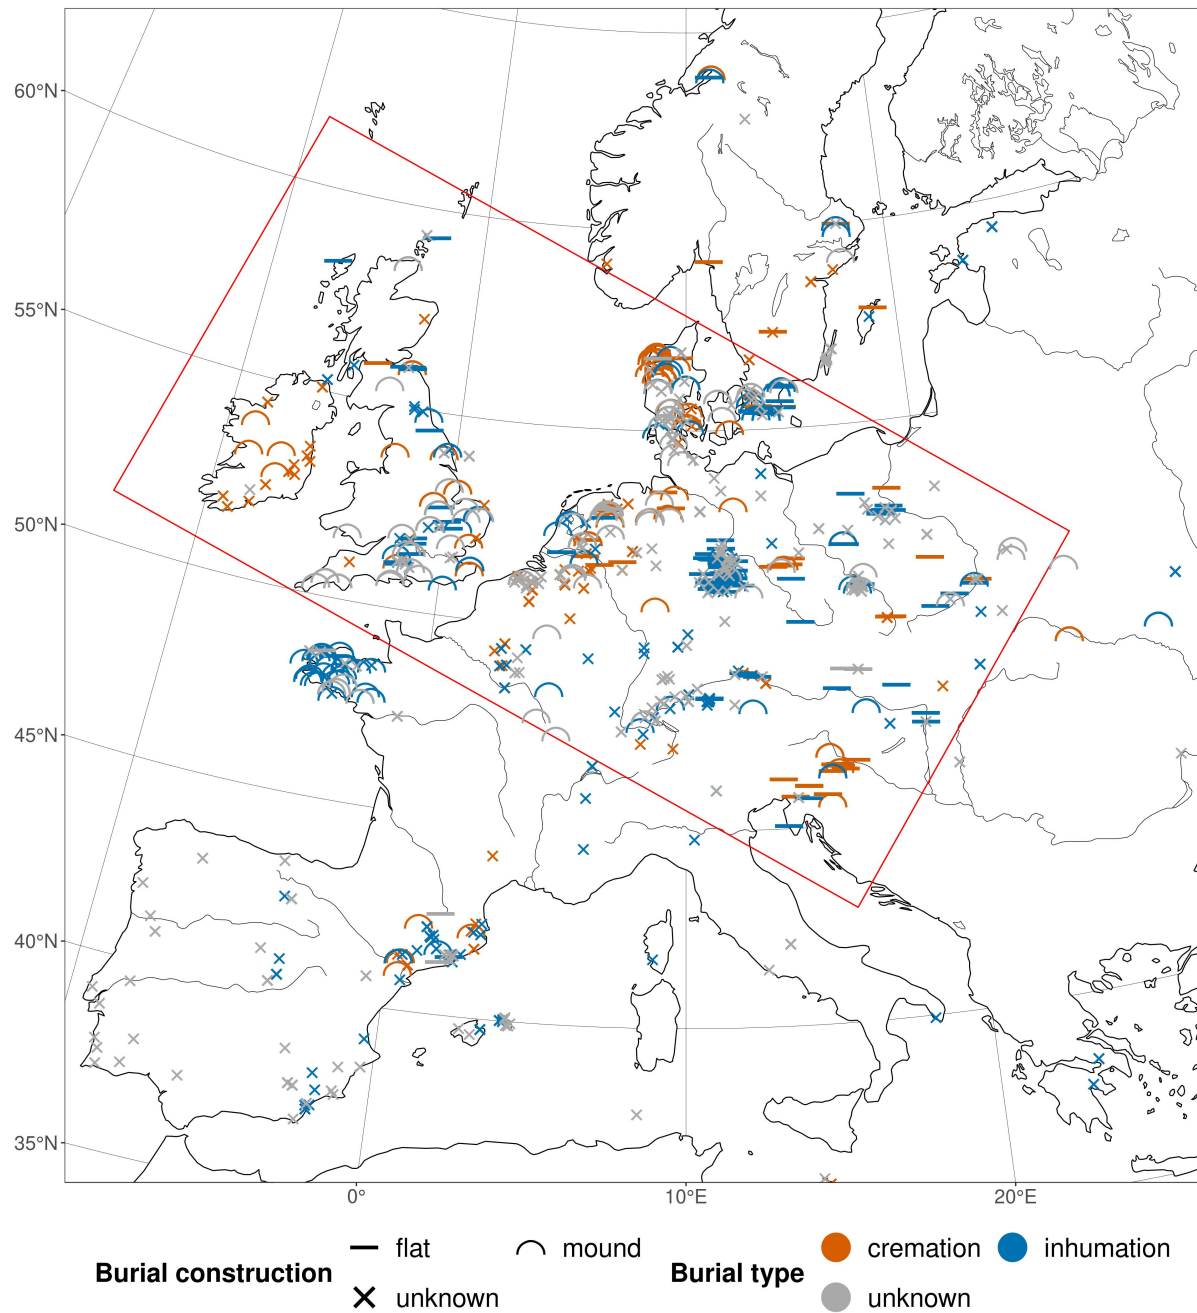 60°N
55°N
50°N
45°N
40°N
35°N
0° 10°E 20°E
Burial construction
flat mound
unknown
Burial type
cremation inhumation
unknown